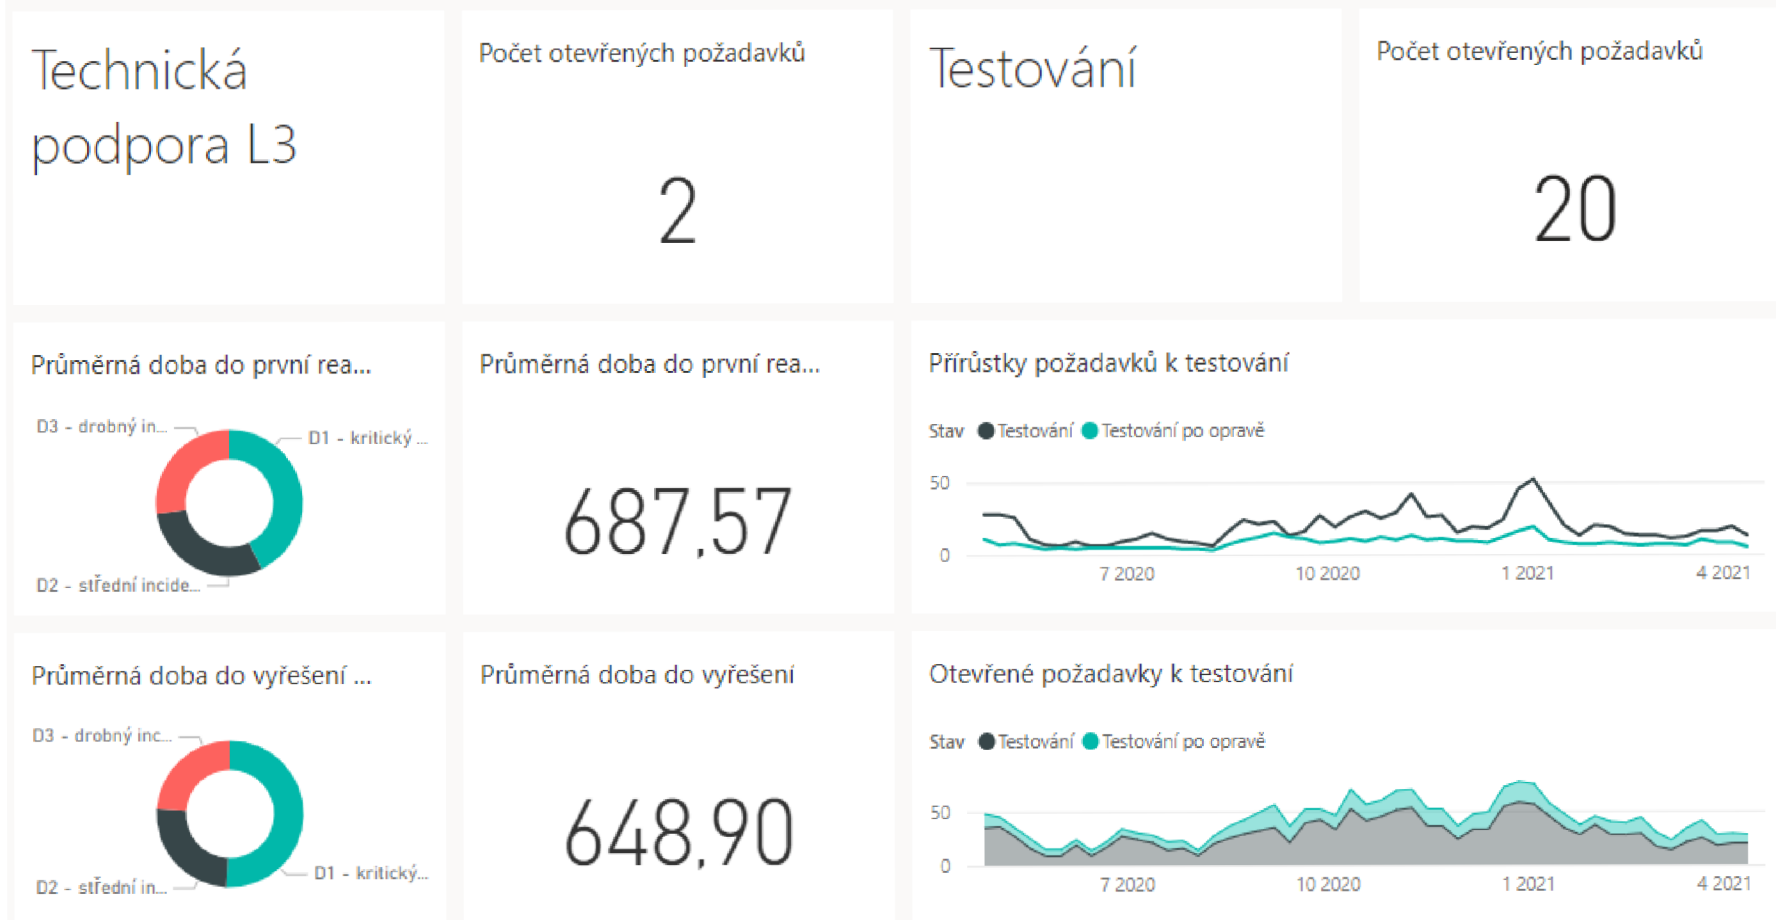 Technická
podpora L3
Počet otevřených požadavků
2
Testování
Počet otevřených požadavků
20
Průměrná doba do první rea...
D3 - drobný in...
D1 - kritický ...
D2 - střední incide...
Průměrná doba do první rea...
687,57
Přírůstky požadavků k testování
Stav Testování Testování po opravě
50
0
7 2020 10 2020 1 2021 4 2021
Průměrná doba do vyřešení ...
D3 - drobný inc...
D1 - kritický...
D2 - střední in...
Průměrná doba do vyřešení
648,90
Otevřené požadavky k testování
Stav Testování Testování po opravě
50
0
7 2020 10 2020 1 2021 4 2021